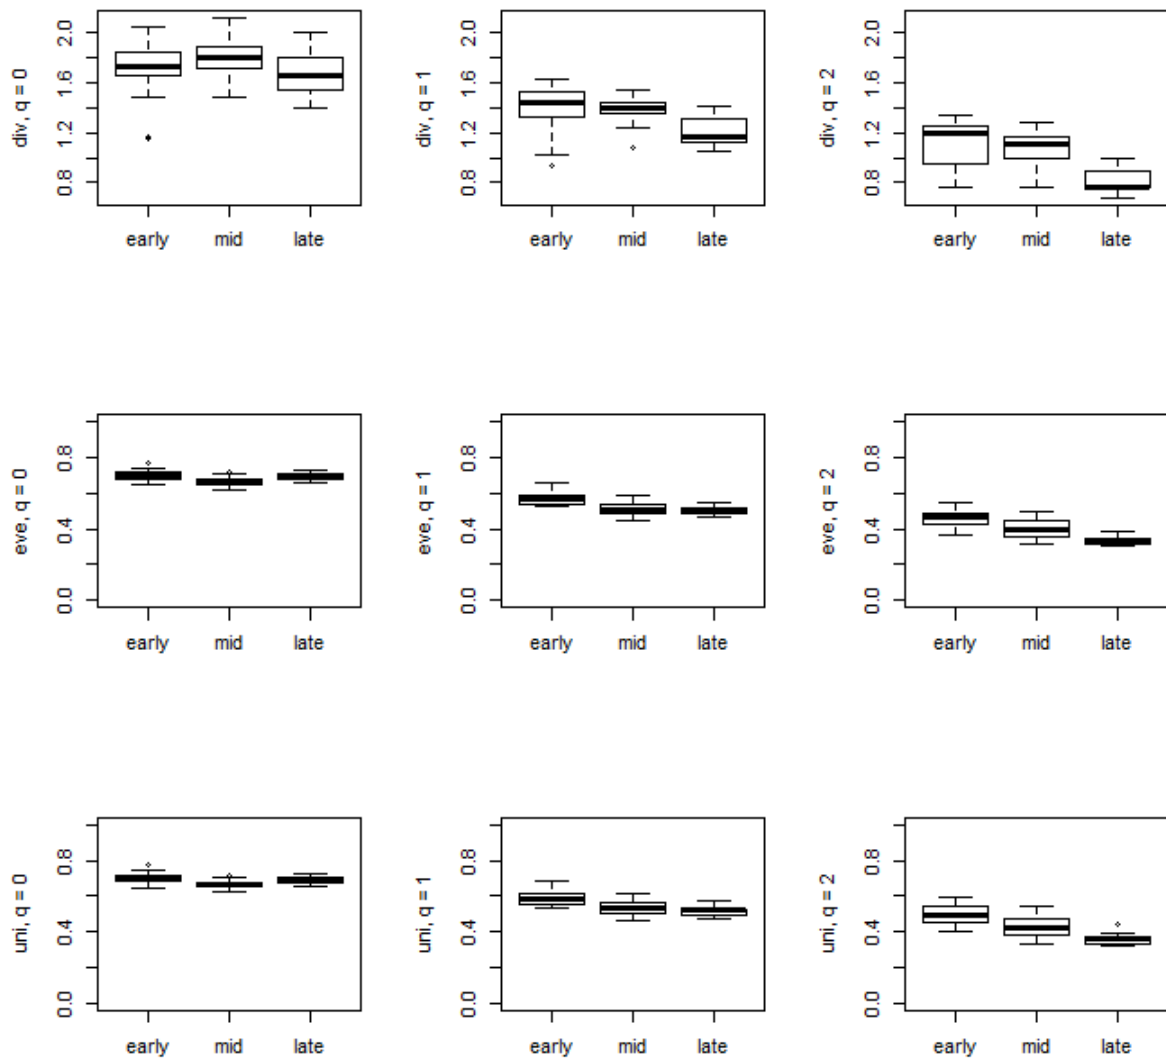 div, q = 0
2.0
1.6
1.2
0.8
early mid late
div, q = 1
2.0
1.6
1.2
0.8
early mid late
div, q = 2
2.0
1.6
1.2
0.8
early mid late
eve, q = 0
0.8
0.4
0.0
early mid late
eve, q = 1
0.8
0.4
0.0
early mid late
eve, q = 2
0.8
0.4
0.0
early mid late
uni, q = 0
0.8
0.4
0.0
early mid late
uni, q = 1
0.8
0.4
0.0
early mid late
uni, q = 2
0.8
0.4
0.0
early mid late